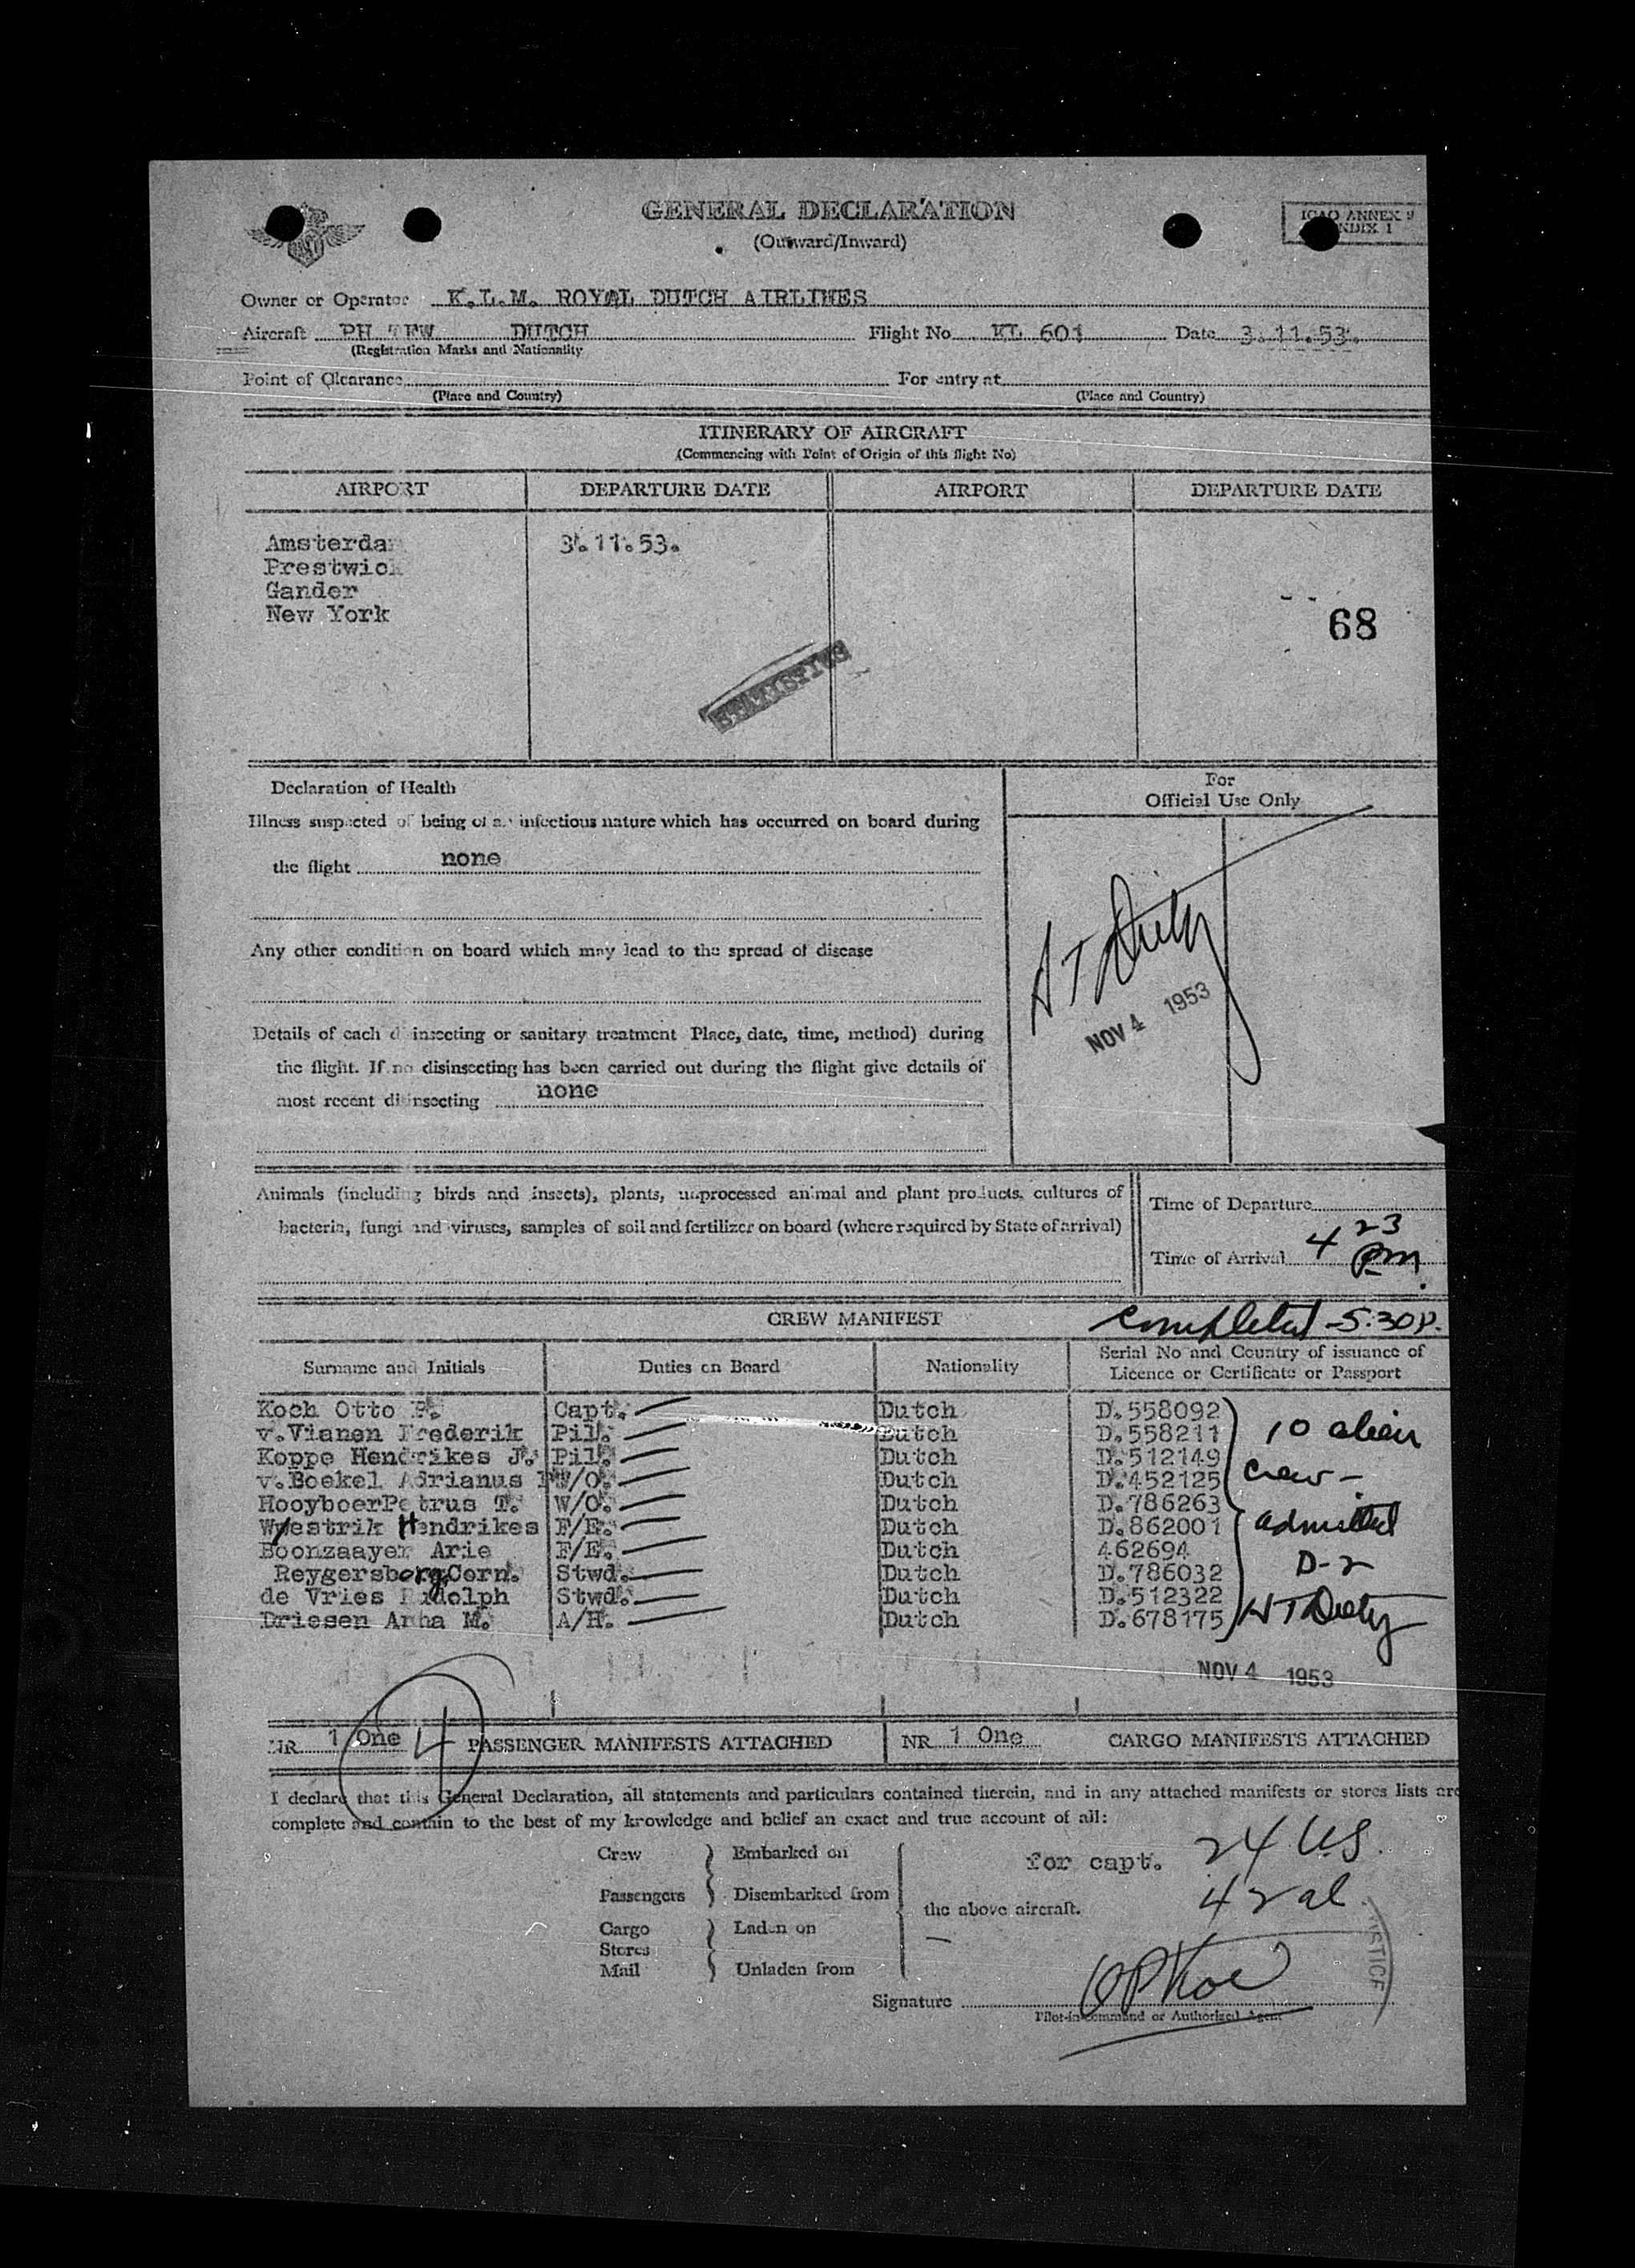 GENERAL DECLARATION
(Outward/Inward)
ICAO ANNEX 9
NDIX 1
Owner or Operator K.L.M. ROYAL DUTCH AIRLINES
Aircraft PH TEW DUTCH Flight No KL 601 Date 3.11.53.
(Registration Marks and Nationality
Point of Clearance For entry at
(Place and Country) (Place and Country)
ITINERARY OF AIRCRAFT
(Commencing with Point of Origin of this flight No)
AIRPORT DEPARTURE DATE AIRPORT DEPARTURE DATE
Amsterda 3.11.53.
Prestwick
Gander
New York
68
STATISTICS
Declaration of Health
For
Official Use Only
Illness suspected of being of an infectious nature which has occurred on board during
the flight none
Any other condition on board which may lead to the spread of disease
NOV 4 1953
Details of each disinsecting or sanitary treatment Place, date, time, method) during
the flight. If no disinsecting has been carried out during the flight give details of
most recent disinsecting none
Animals (including birds and insects), plants, unprocessed animal and plant products, cultures of
bacteria, fungi and viruses, samples of soil and fertilizer on board (where required by State of arrival)
Time of Departure
Time of Arrival 4 23 Pm.
CREW MANIFEST
Completed 5:30 P.
Surname and Initials Duties on Board Nationality Serial No and Country of issuance of
Licence or Certificate or Passport
Koch Otto P. Capt. Dutch D.558092
v.Vianen Frederik Pil. Dutch D.558211
Koppe Hendrikes J. Pil. Dutch D.512149
v.Boekel Adrianus W/O. Dutch D.452125
HooyboerPetrus T. W/O. Dutch D.786263
Westrik Hendrikes F/E. Dutch D.862001
Boonzaayer Arie F/E. Dutch 462694
Reygersberg,Corn. Stwd. Dutch D.786032
de Vries Rudolph Stwd. Dutch D.512322
Driesen Anna M. A/H. Dutch D.678175
10 alien
crew -
admitted
D-2
NOV 4 1953
NR 1 One 4 PASSENGER MANIFESTS ATTACHED NR 1 One CARGO MANIFESTS ATTACHED
I declare that this General Declaration, all statements and particulars contained therein, and in any attached manifests or stores lists are
complete and contain to the best of my knowledge and belief an exact and true account of all:
Crew Embarked on
for capt. 24 US.
Passengers Disembarked from
the above aircraft. 42 al.
Cargo Laden on
Stores
Mail Unladen from
Signature
Pilot-in-command or Authorized Agent